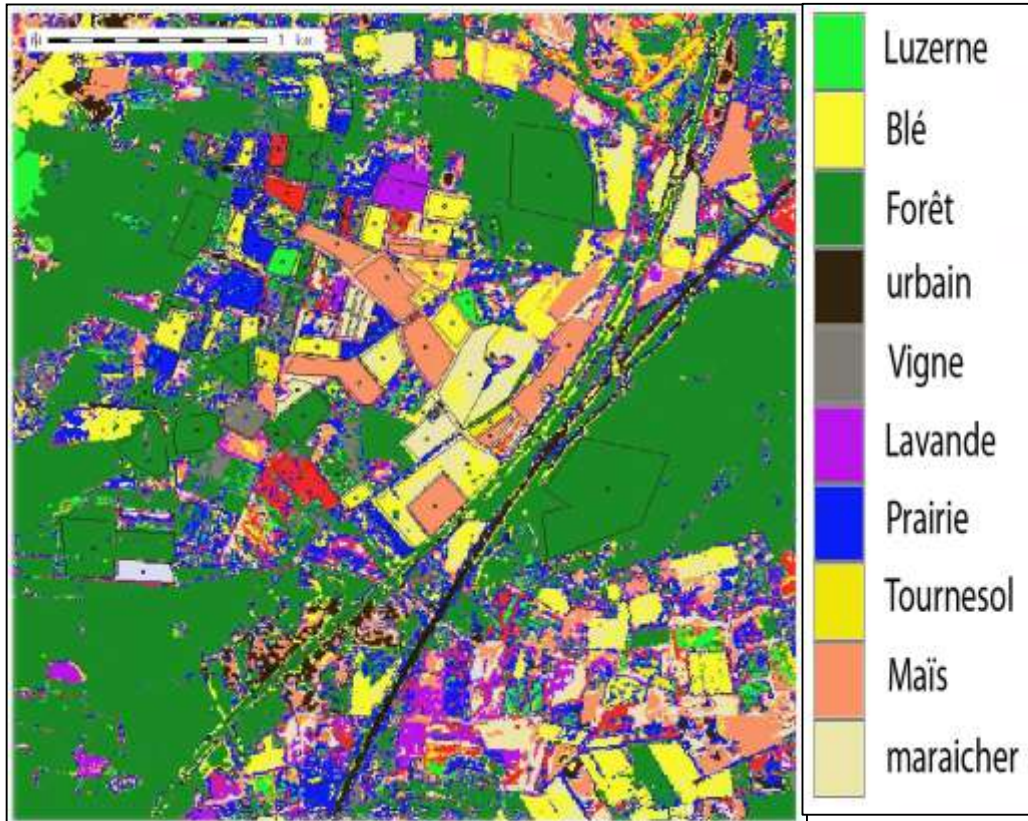 1 km
Luzerne
Blé
Forêt
urbain
Vigne
Lavande
Prairie
Tournesol
Maïs
maraicher